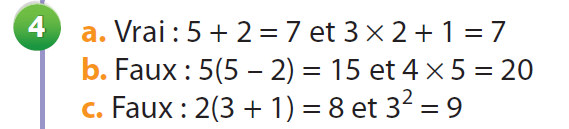 4 a. Vrai : 5 + 2 = 7 et 3 × 2 + 1 = 7
b. Faux : 5(5 – 2) = 15 et 4 × 5 = 20
c. Faux : 2(3 + 1) = 8 et 3² = 9